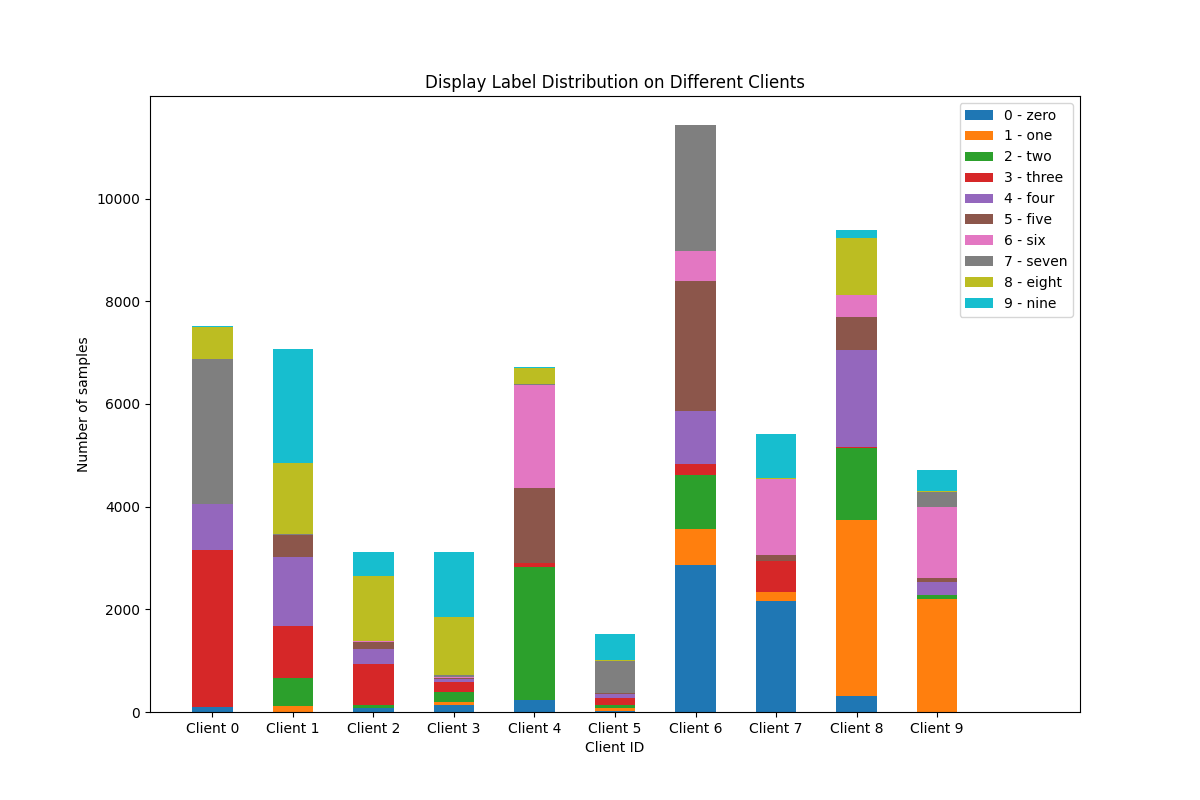 Display Label Distribution on Different Clients
Number of samples
10000
8000
6000
4000
2000
0
0 - zero
1 - one
2 - two
3 - three
4 - four
5 - five
6 - six
7 - seven
8 - eight
9 - nine
Client 0 Client 1 Client 2 Client 3 Client 4 Client 5 Client 6 Client 7 Client 8 Client 9
Client ID